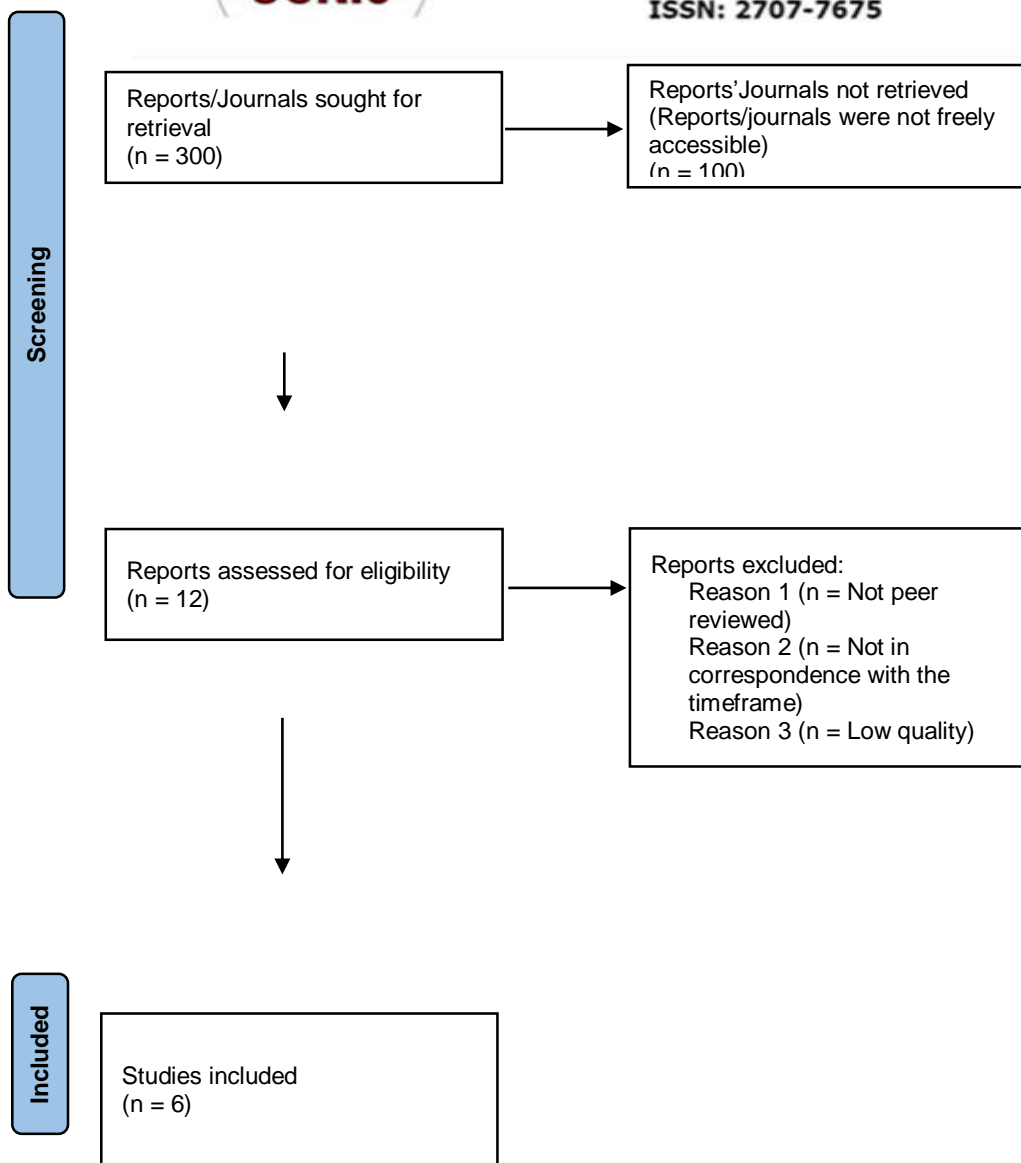 ISSN: 2707-7675
Reports/Journals sought for
retrieval
(n = 300)
Reports'Journals not retrieved
(Reports/journals were not freely
accessible)
(n = 100)
Screening
Reports assessed for eligibility
(n = 12)
Reports excluded:
Reason 1 (n = Not peer
reviewed)
Reason 2 (n = Not in
correspondence with the
timeframe)
Reason 3 (n = Low quality)
Included
Studies included
(n = 6)